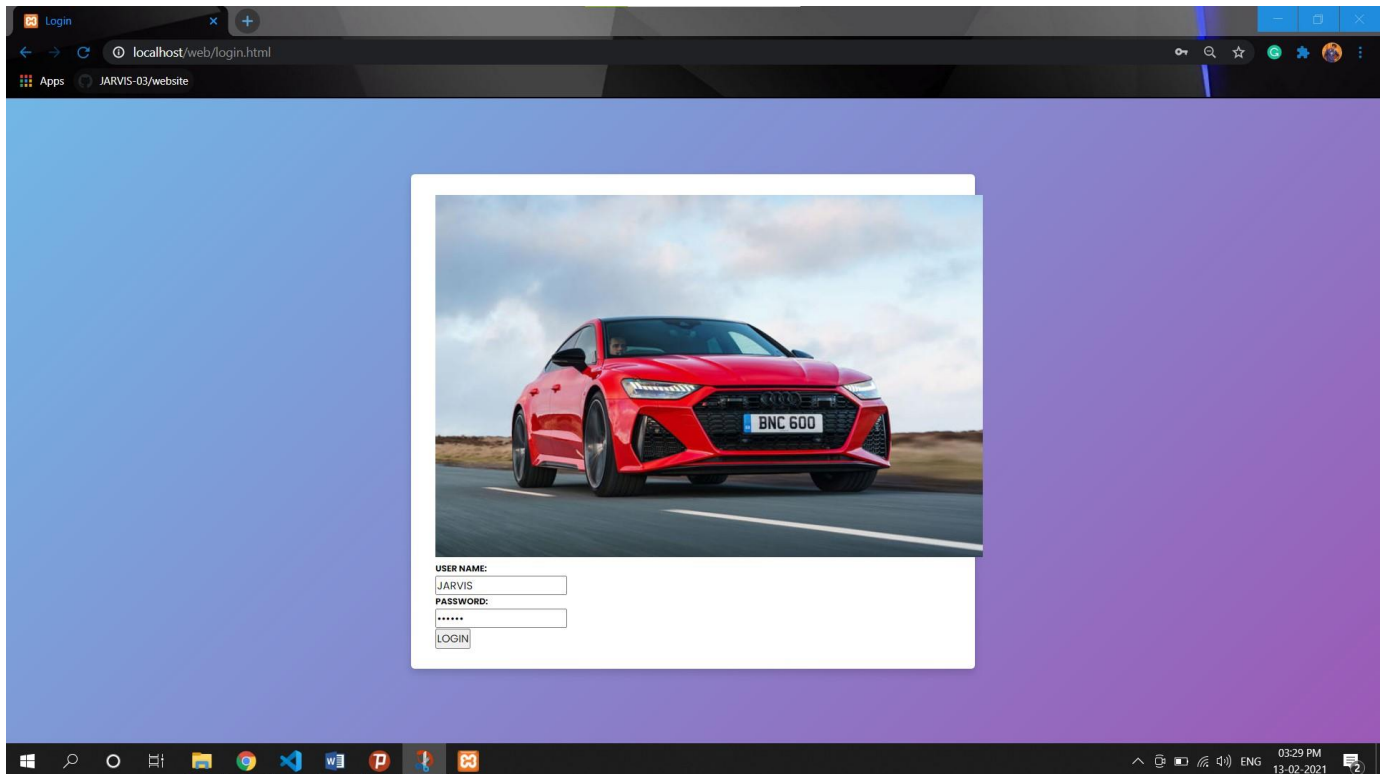 Login
localhost/web/login.html
Apps JARVIS-03/website
BNC 600
USER NAME:
JARVIS
PASSWORD:
••••••
LOGIN
ENG
03:29 PM
13-02-2021
2